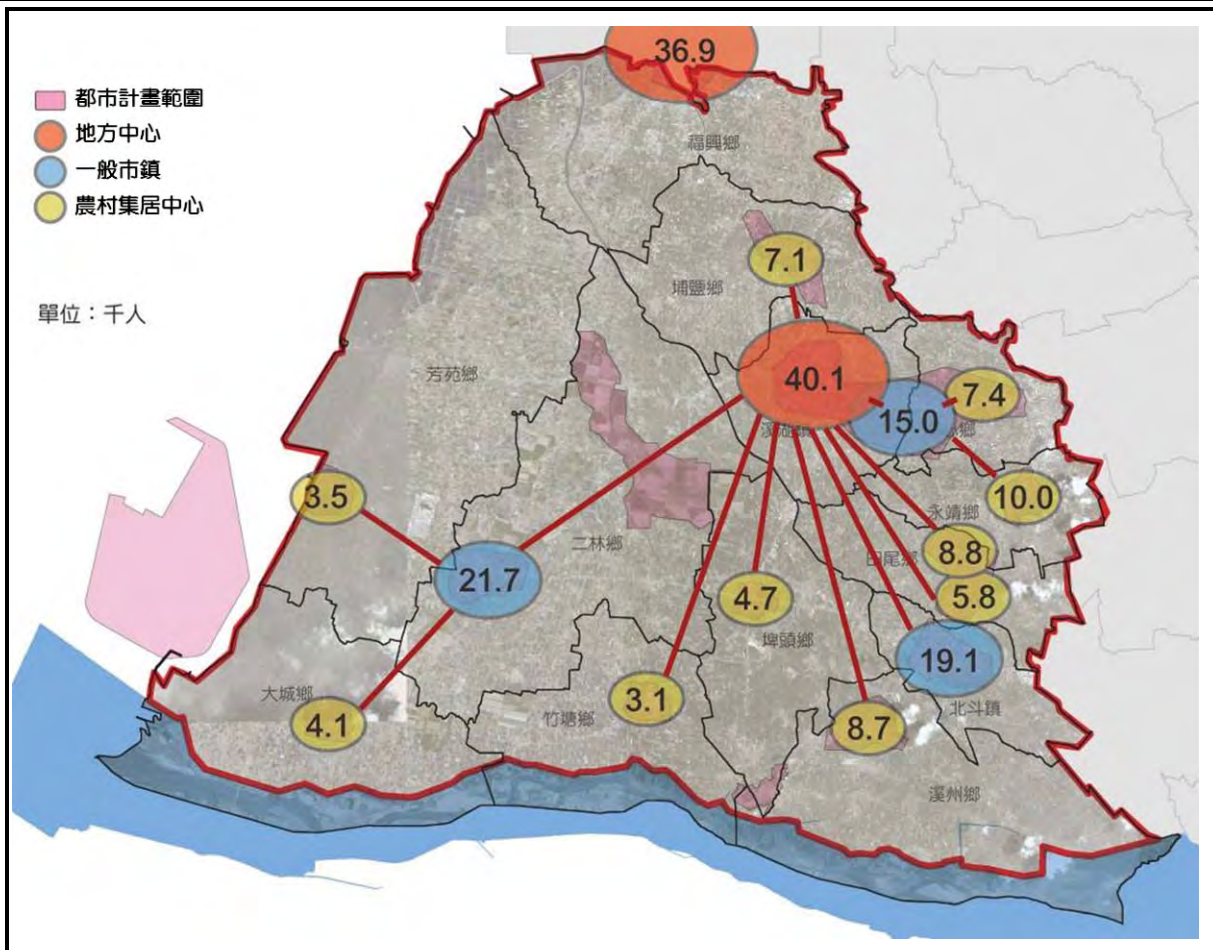 36.9
都市計畫範圍
地方中心
一般市鎮
農村集居中心
單位：千人
福興鄉
7.1
埔鹽鄉
芳苑鄉
40.1
7.4
15.0
3.5
10.0
永靖鄉
二林鄉
8.8
田尾鄉
21.7
4.7
5.8
埤頭鄉
19.1
大城鄉
3.1
4.1
竹塘鄉
8.7
北斗鎮
溪州鄉